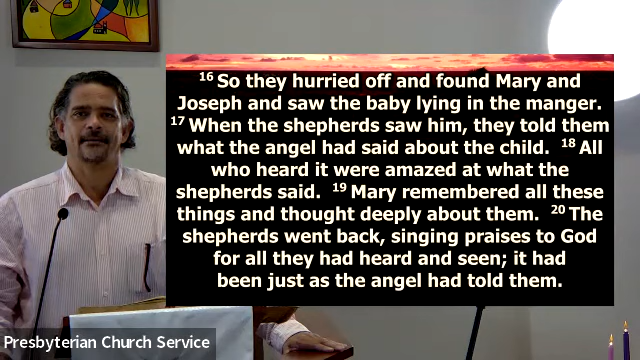 16 So they hurried off and found Mary and
Joseph and saw the baby lying in the manger.
17 When the shepherds saw him, they told them
what the angel had said about the child. 18 All
who heard it were amazed at what the
shepherds said. 19 Mary remembered all these
things and thought deeply about them. 20 The
shepherds went back, singing praises to God
for all they had heard and seen; it had
been just as the angel had told them.
Presbyterian Church Service